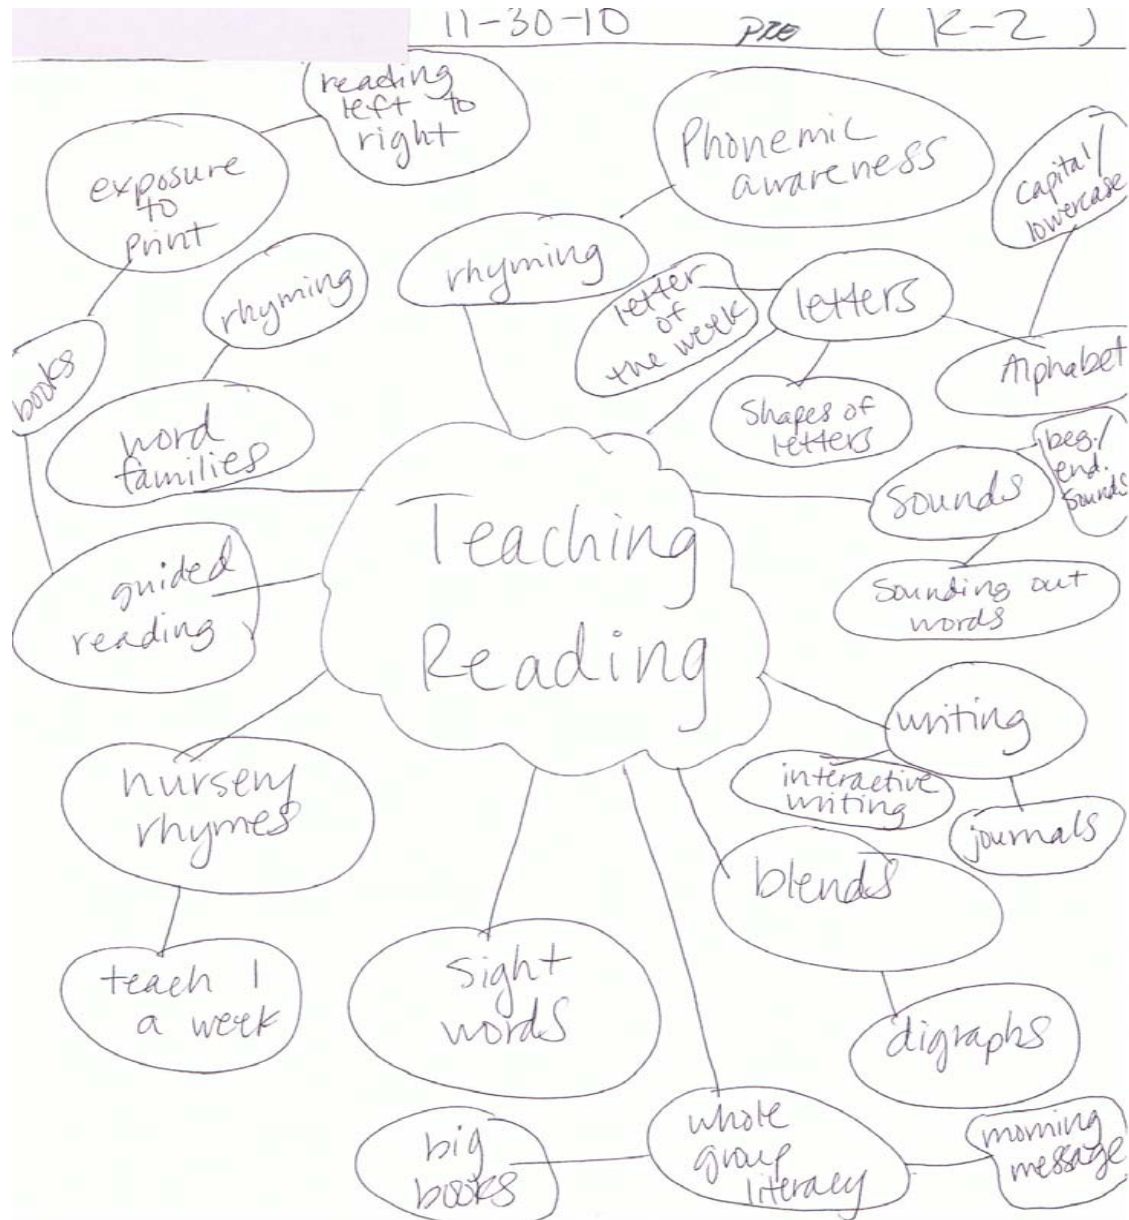 11-30-10 PRE (K-2)
reading
left to
right
exposure
to
print
Phonemic
awareness
capital/
lowercase
rhyming
rhyming
letter
of
the week
letters
Alphabet
books
word
families
Shapes of
letters
sounds
beg./
end.
sounds
Teaching
Reading
guided
reading
Sounding out
words
writing
interactive
writing
journals
nursery
rhymes
blends
teach 1
a week
sight
words
digraphs
big
books
whole
group
literacy
morning
message